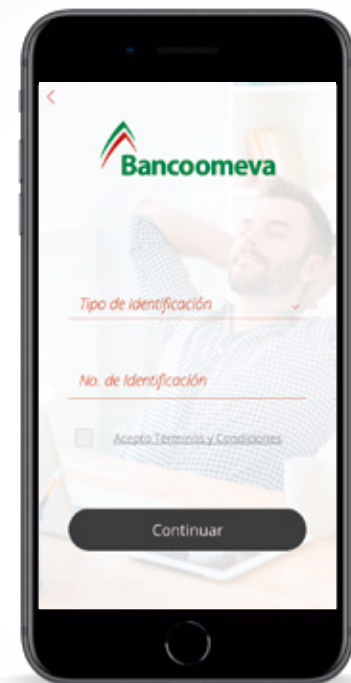 Bancoomeva
Tipo de identificación
No. de Identificación
Acepto Términos y Condiciones
Continuar